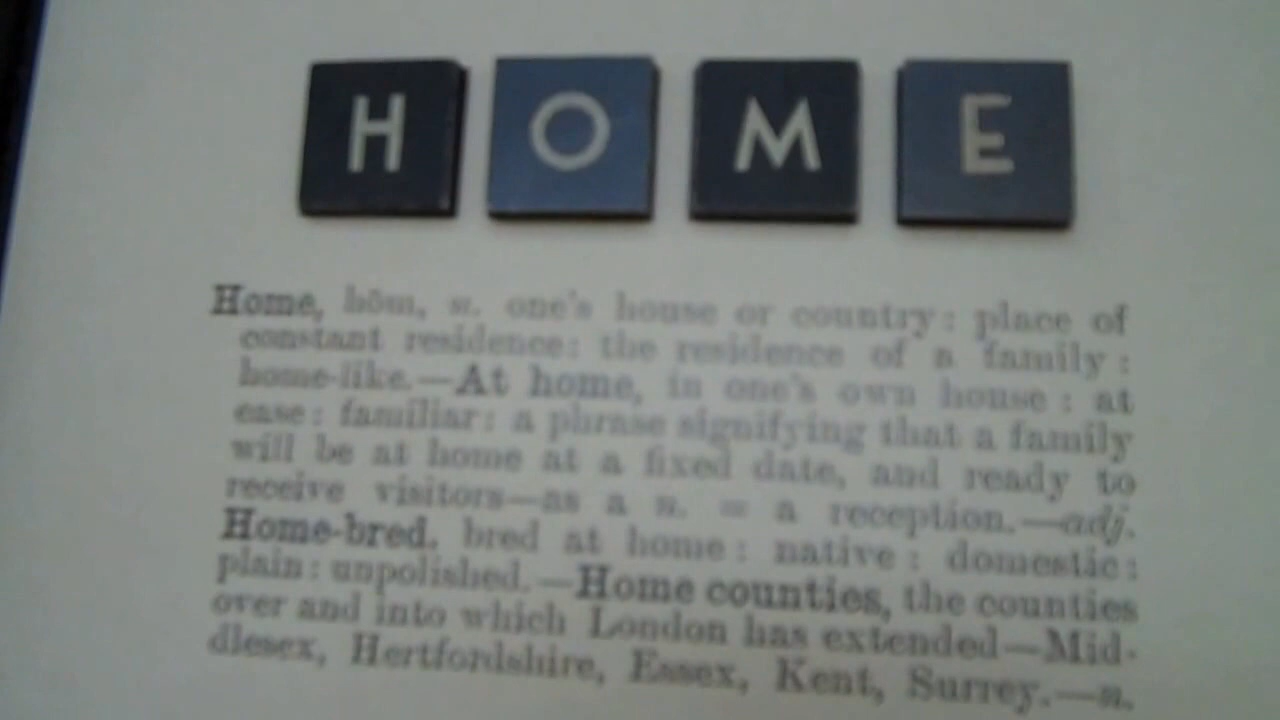 HOME
Home, hōm, n. one's house or country: place of
constant residence: the residence of a family:
home-like.—At home, in one's own house: at
ease: familiar: a phrase signifying that a family
will be at home at a fixed date, and ready to
receive visitors—as a n. = a reception.—adj.
Home-bred, bred at home: native: domestic:
plain: unpolished.—Home counties, the counties
over and into which London has extended—Mid-
dlesex, Hertfordshire, Essex, Kent, Surrey.—n.